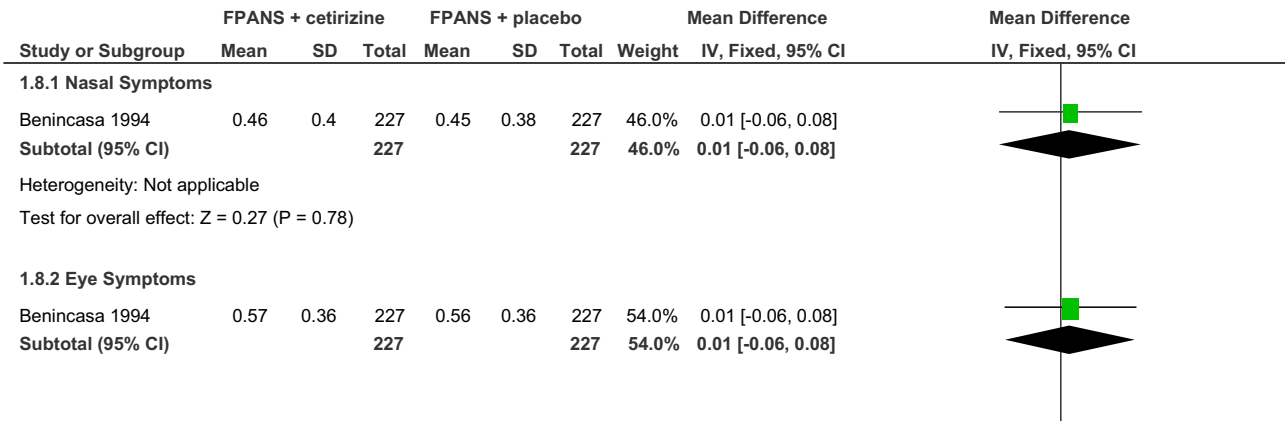 FPANS + cetirizine FPANS + placebo Mean Difference Mean Difference
Study or Subgroup Mean SD Total Mean SD Total Weight IV, Fixed, 95% CI IV, Fixed, 95% CI
1.8.1 Nasal Symptoms
Benincasa 1994 0.46 0.4 227 0.45 0.38 227 46.0% 0.01 [-0.06, 0.08]
Subtotal (95% CI) 227 227 46.0% 0.01 [-0.06, 0.08]
Heterogeneity: Not applicable
Test for overall effect: Z = 0.27 (P = 0.78)
1.8.2 Eye Symptoms
Benincasa 1994 0.57 0.36 227 0.56 0.36 227 54.0% 0.01 [-0.06, 0.08]
Subtotal (95% CI) 227 227 54.0% 0.01 [-0.06, 0.08]